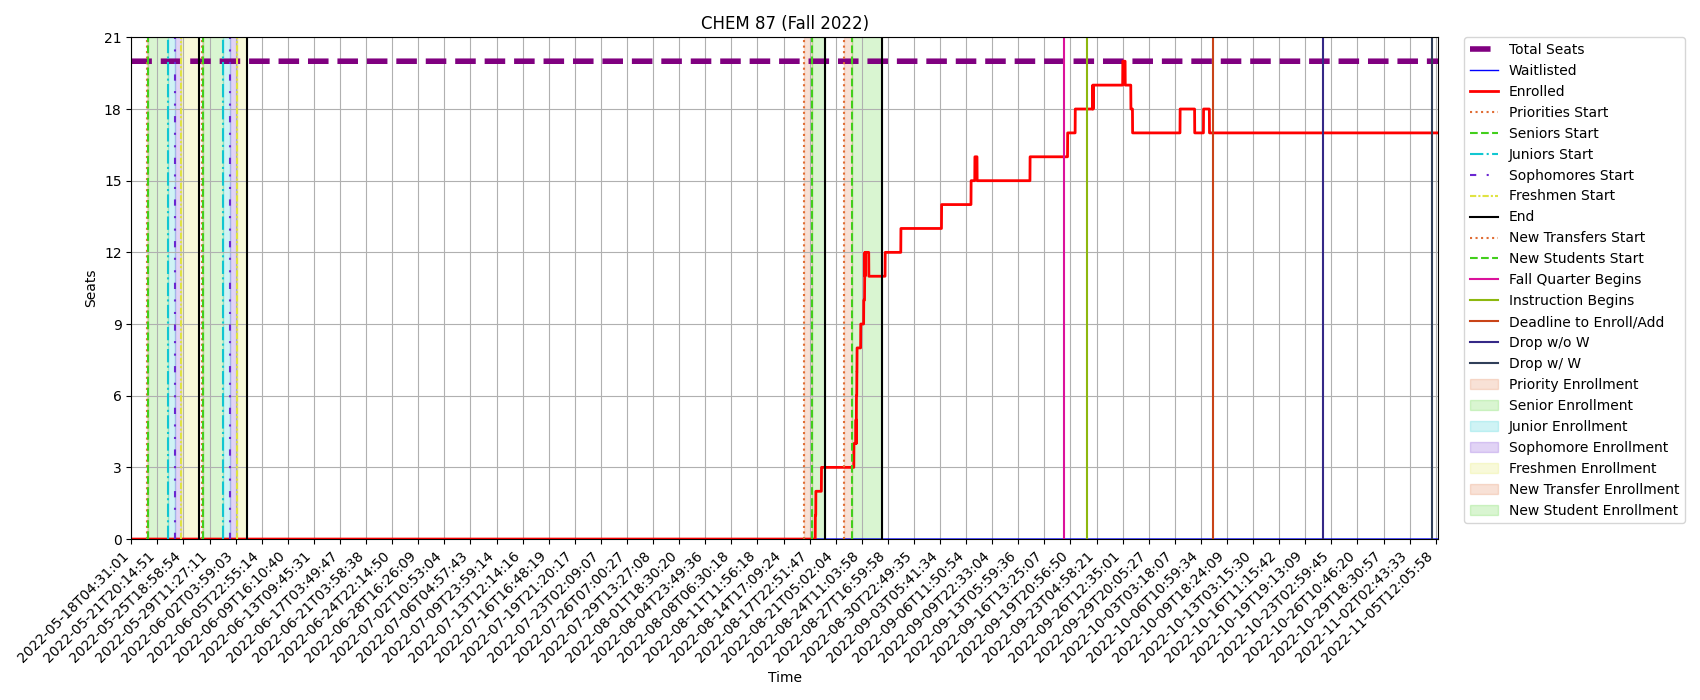 CHEM 87 (Fall 2022)
Seats
21
18
15
12
9
6
3
0
2022-05-18T04:31:01
2022-05-21T20:14:51
2022-05-25T18:58:54
2022-05-29T11:27:11
2022-06-02T03:59:03
2022-06-05T22:55:14
2022-06-09T16:10:40
2022-06-13T09:45:31
2022-06-17T03:49:47
2022-06-21T03:58:38
2022-06-24T22:14:50
2022-06-28T16:26:09
2022-07-02T10:53:04
2022-07-06T04:57:43
2022-07-09T23:59:14
2022-07-13T12:14:16
2022-07-16T16:48:19
2022-07-19T21:20:17
2022-07-23T02:09:07
2022-07-26T07:00:27
2022-07-29T13:27:08
2022-08-01T18:30:20
2022-08-04T23:49:36
2022-08-08T06:30:18
2022-08-11T11:56:18
2022-08-14T17:09:24
2022-08-17T22:51:47
2022-08-21T05:02:04
2022-08-24T11:03:58
2022-08-27T16:59:58
2022-08-30T22:49:35
2022-09-03T05:41:34
2022-09-06T11:50:54
2022-09-09T22:33:04
2022-09-13T05:59:36
2022-09-16T13:25:07
2022-09-19T20:56:50
2022-09-23T04:58:21
2022-09-26T12:35:01
2022-09-29T20:05:27
2022-10-03T03:18:07
2022-10-06T10:59:34
2022-10-09T18:24:09
2022-10-13T03:15:30
2022-10-16T11:15:42
2022-10-19T19:13:09
2022-10-23T02:59:45
2022-10-26T10:46:20
2022-10-29T18:30:57
2022-11-02T02:43:33
2022-11-05T12:05:58
Time
Total Seats
Waitlisted
Enrolled
Priorities Start
Seniors Start
Juniors Start
Sophomores Start
Freshmen Start
End
New Transfers Start
New Students Start
Fall Quarter Begins
Instruction Begins
Deadline to Enroll/Add
Drop w/o W
Drop w/ W
Priority Enrollment
Senior Enrollment
Junior Enrollment
Sophomore Enrollment
Freshmen Enrollment
New Transfer Enrollment
New Student Enrollment